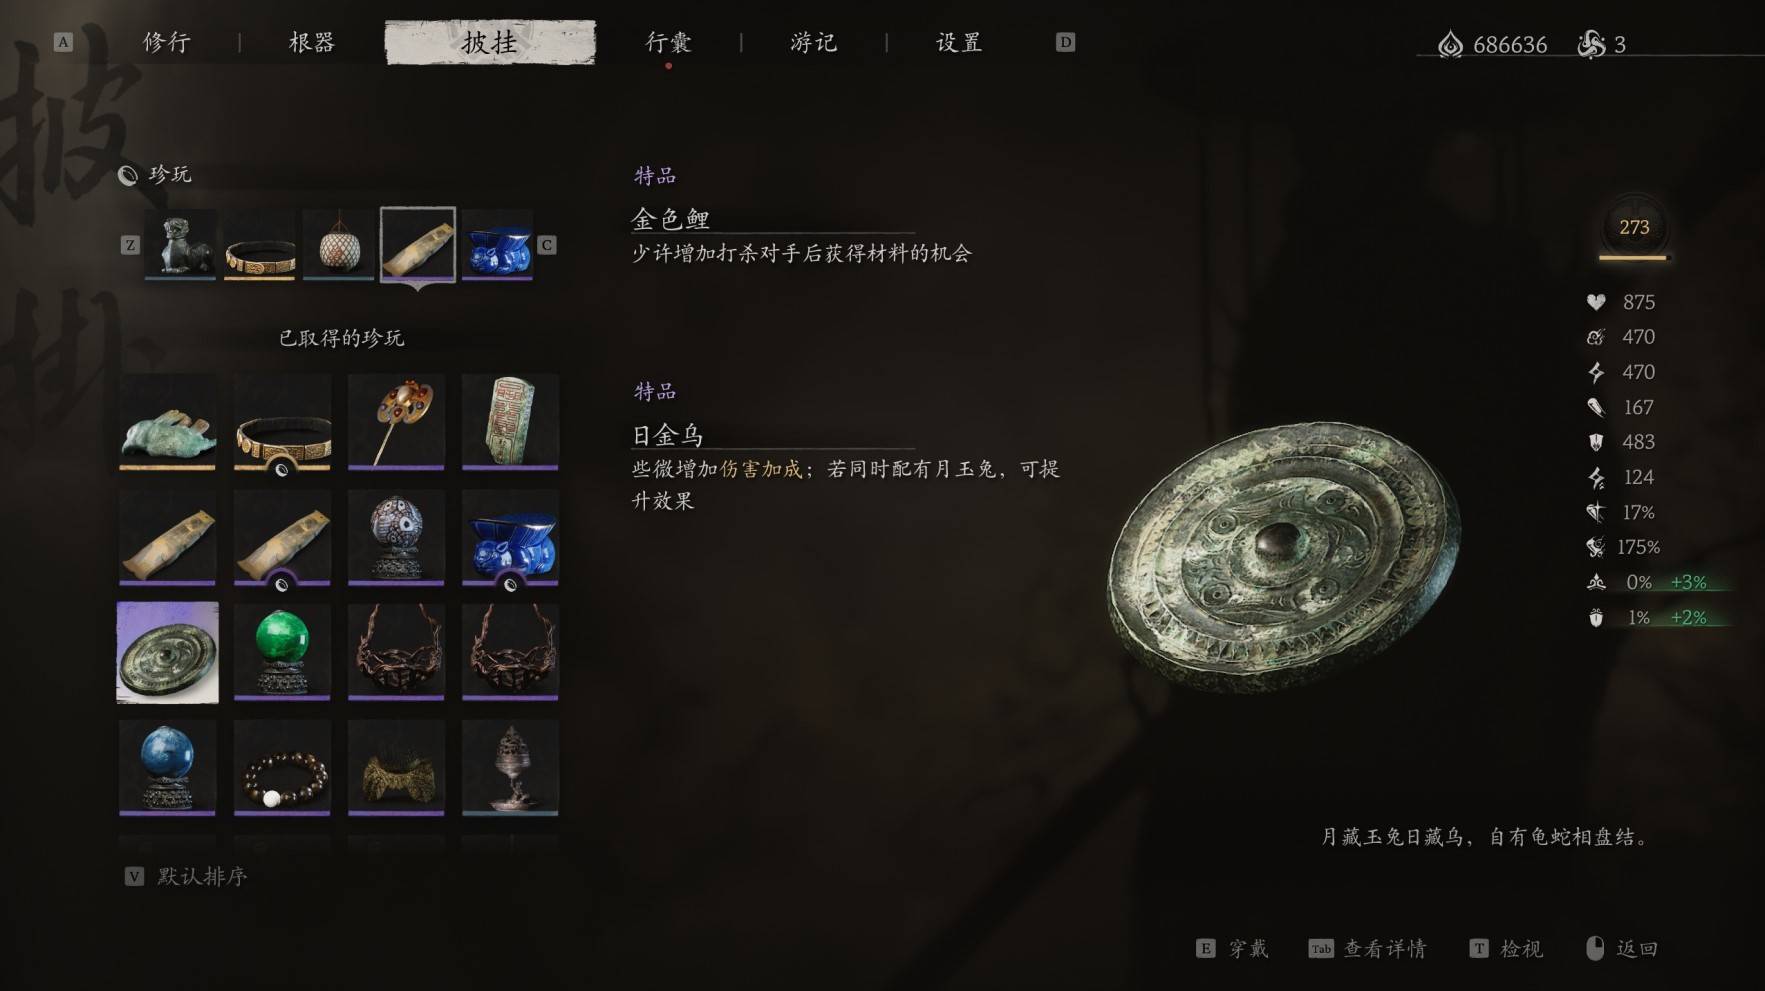 A 修行 根器 披挂 行囊 游记 设置 D
686636 3
披掛
珍玩
Z C
已取得的珍玩
V 默认排序
特品
金色鲤
少许增加打杀对手后获得材料的机会
特品
日金乌
些微增加伤害加成；若同时配有月玉兔，可提
升效果
273
875
470
470
167
483
124
17%
175%
0% +3%
1% +2%
月藏玉兔日藏乌，自有龟蛇相盘结。
E 穿戴 Tab 查看详情 T 检视 返回